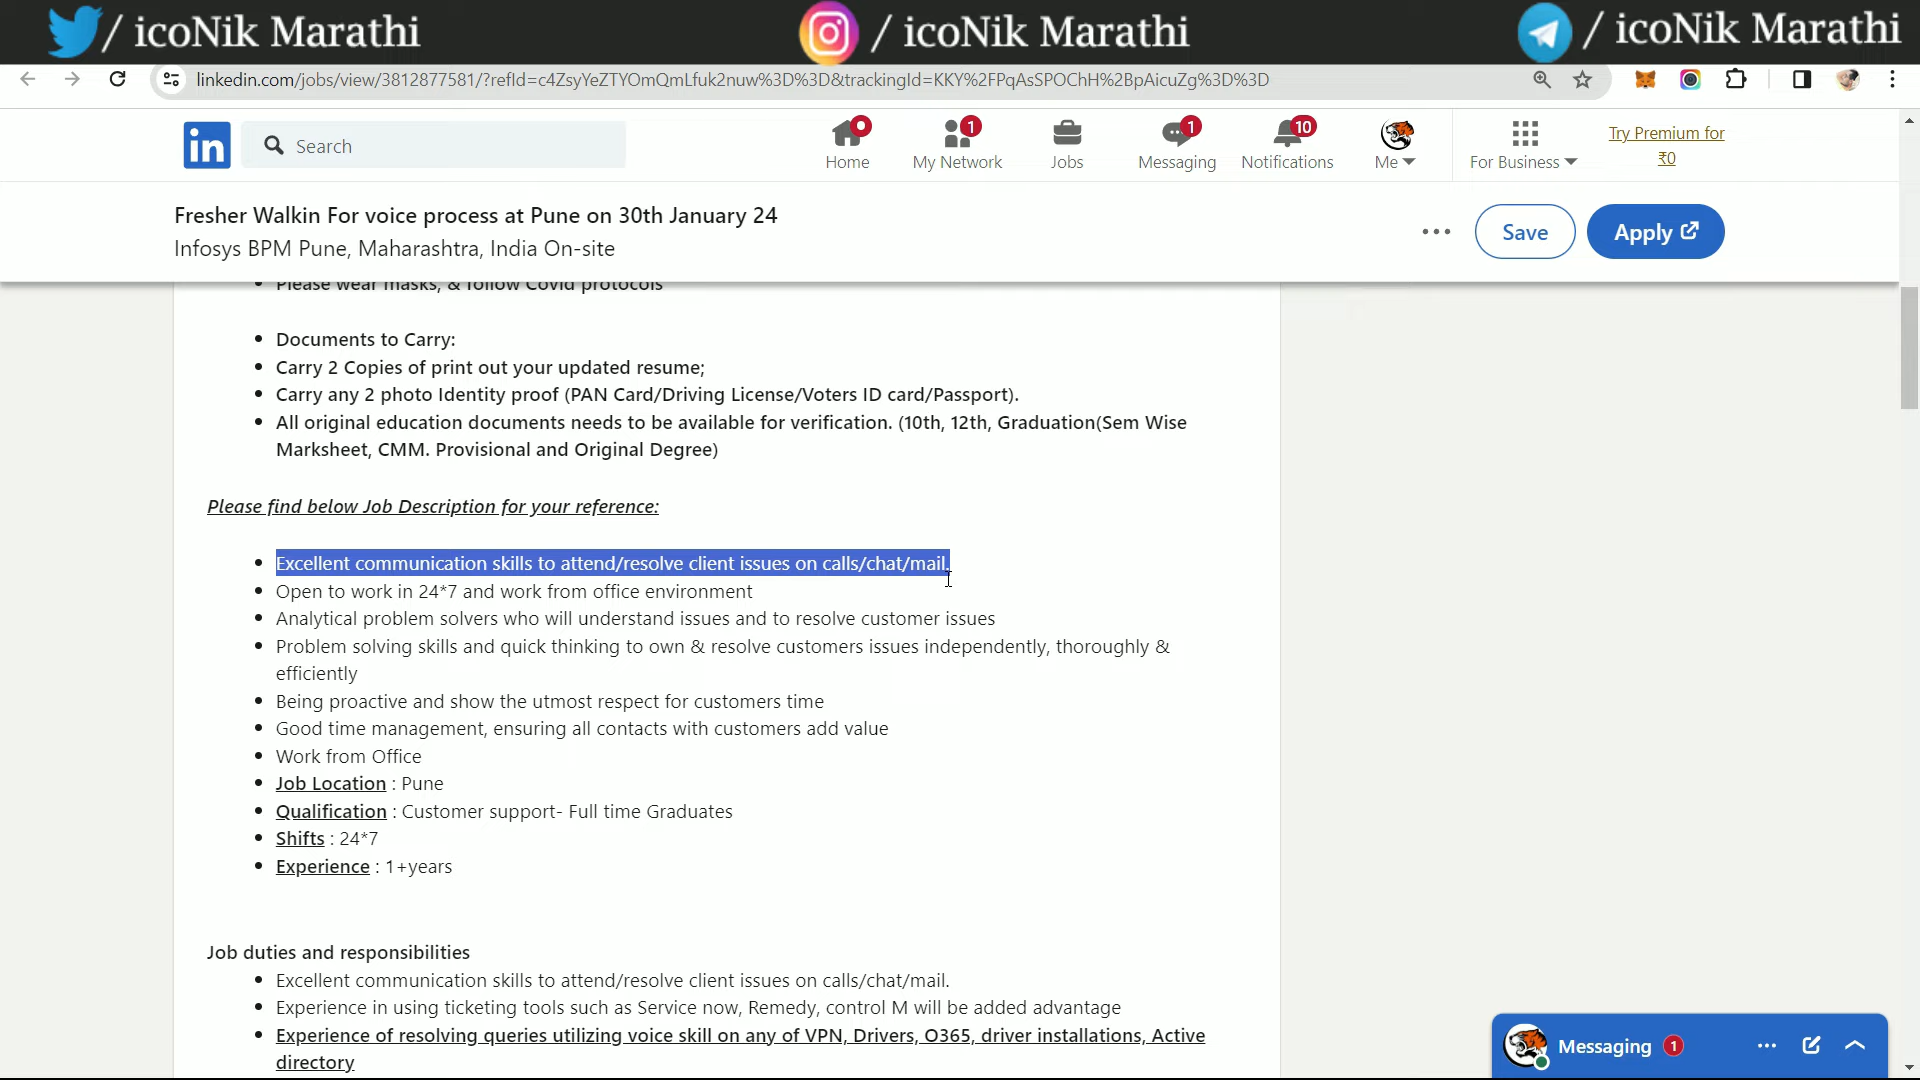 / icoNik Marathi
/ icoNik Marathi
/ icoNik Marathi
linkedin.com/jobs/view/3812877581/?refId=c4ZsyYeZTYOmQmLfuk2nuw%3D%3D&trackingId=KKY%2FPqAsSPOChH%2BpAicuZg%3D%3D
in
Search
Home
1
My Network
Jobs
1
Messaging
10
Notifications
Me
For Business
Try Premium for
₹0
Fresher Walkin For voice process at Pune on 30th January 24
Infosys BPM Pune, Maharashtra, India On-site
Save
Apply
• Please wear masks, & follow Covid protocols
• Documents to Carry:
• Carry 2 Copies of print out your updated resume;
• Carry any 2 photo Identity proof (PAN Card/Driving License/Voters ID card/Passport).
• All original education documents needs to be available for verification. (10th, 12th, Graduation(Sem Wise
Marksheet, CMM. Provisional and Original Degree)
Please find below Job Description for your reference:
• Excellent communication skills to attend/resolve client issues on calls/chat/mail.
• Open to work in 24*7 and work from office environment
• Analytical problem solvers who will understand issues and to resolve customer issues
• Problem solving skills and quick thinking to own & resolve customers issues independently, thoroughly &
efficiently
• Being proactive and show the utmost respect for customers time
• Good time management, ensuring all contacts with customers add value
• Work from Office
• Job Location : Pune
• Qualification : Customer support- Full time Graduates
• Shifts : 24*7
• Experience : 1+years
Job duties and responsibilities
• Excellent communication skills to attend/resolve client issues on calls/chat/mail.
• Experience in using ticketing tools such as Service now, Remedy, control M will be added advantage
• Experience of resolving queries utilizing voice skill on any of VPN, Drivers, O365, driver installations, Active
directory
Messaging 1